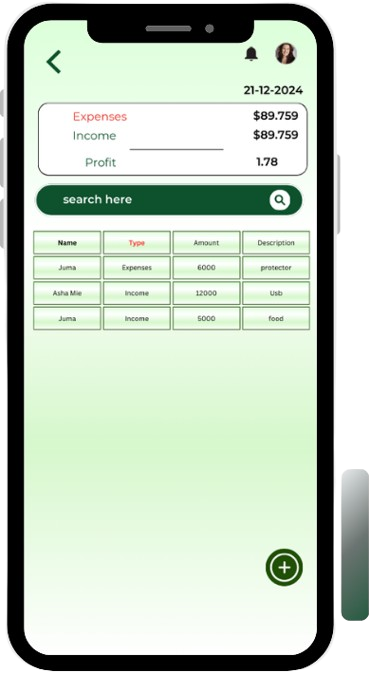 21-12-2024
Expenses $89.759
Income $89.759
Profit 1.78
search here
Name Type Amount Description
Juma Expenses 6000 protector
Asha Mie Income 12000 Usb
Juma Income 5000 food